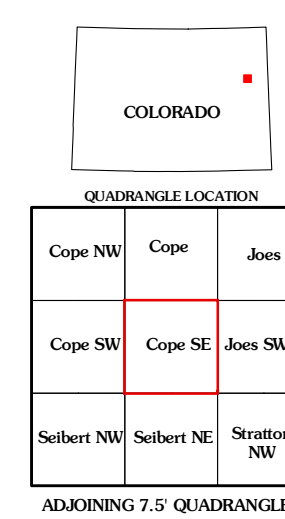 COLORADO
QUADRANGLE LOCATION
Cope NW Cope Joes
Cope SW Cope SE Joes SW
Seibert NW Seibert NE Stratton
NW
ADJOINING 7.5' QUADRANGLE